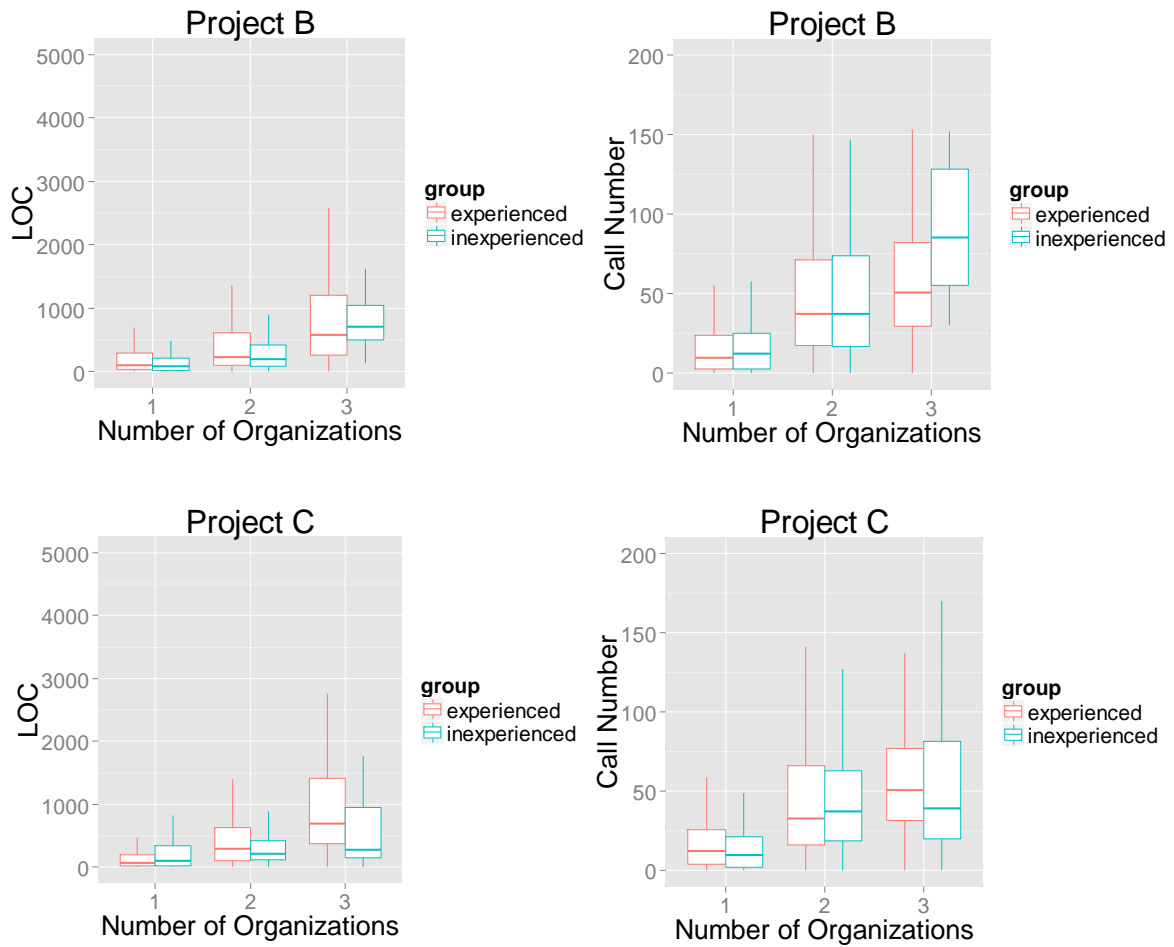 Project B
5000
4000
3000
2000
1000
0
LOC
1 2 3
Number of Organizations
group
experienced
inexperienced
Project B
200
150
100
50
0
Call Number
1 2 3
Number of Organizations
group
experienced
inexperienced
Project C
5000
4000
3000
2000
1000
0
LOC
1 2 3
Number of Organizations
group
experienced
inexperienced
Project C
200
150
100
50
0
Call Number
1 2 3
Number of Organizations
group
experienced
inexperienced